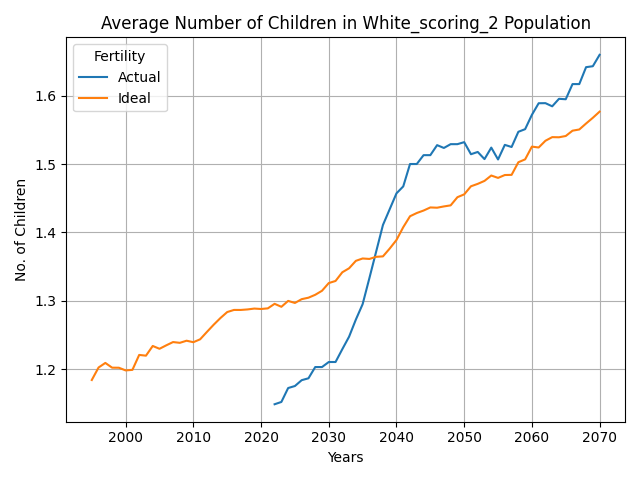 Average Number of Children in White_scoring_2 Population
Fertility
Actual
Ideal
1.6
1.5
1.4
1.3
1.2
No. of Children
2000 2010 2020 2030 2040 2050 2060 2070
Years